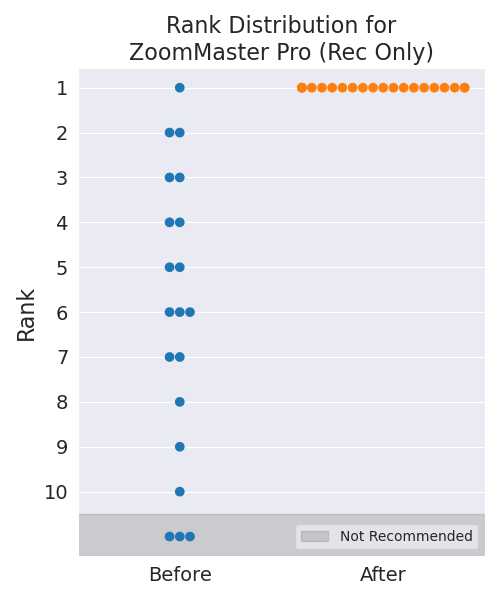 Rank Distribution for
ZoomMaster Pro (Rec Only)
Rank
1
2
3
4
5
6
7
8
9
10
Not Recommended
Before
After